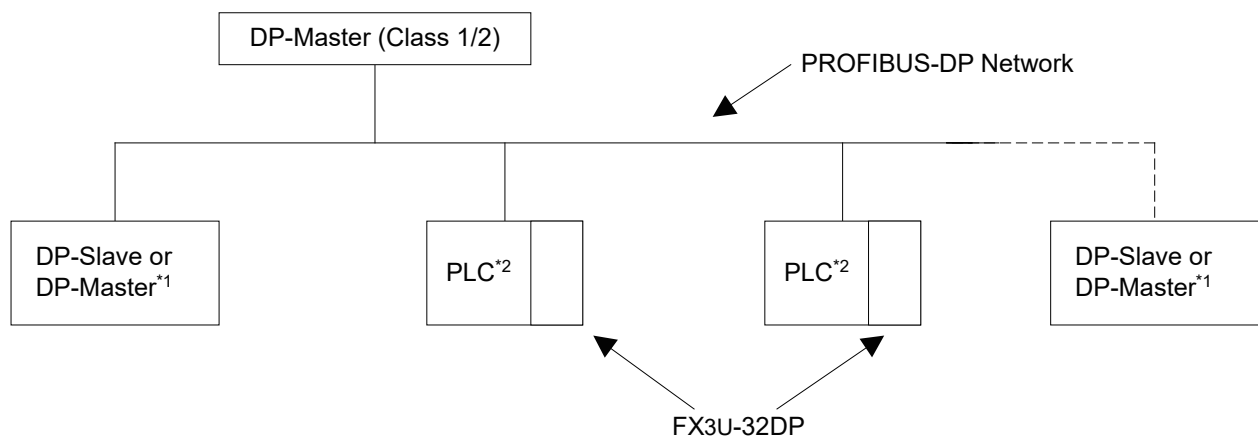 DP-Master (Class 1/2)
PROFIBUS-DP Network
DP-Slave or
DP-Master*1
PLC*2
PLC*2
DP-Slave or
DP-Master*1
FX3U-32DP